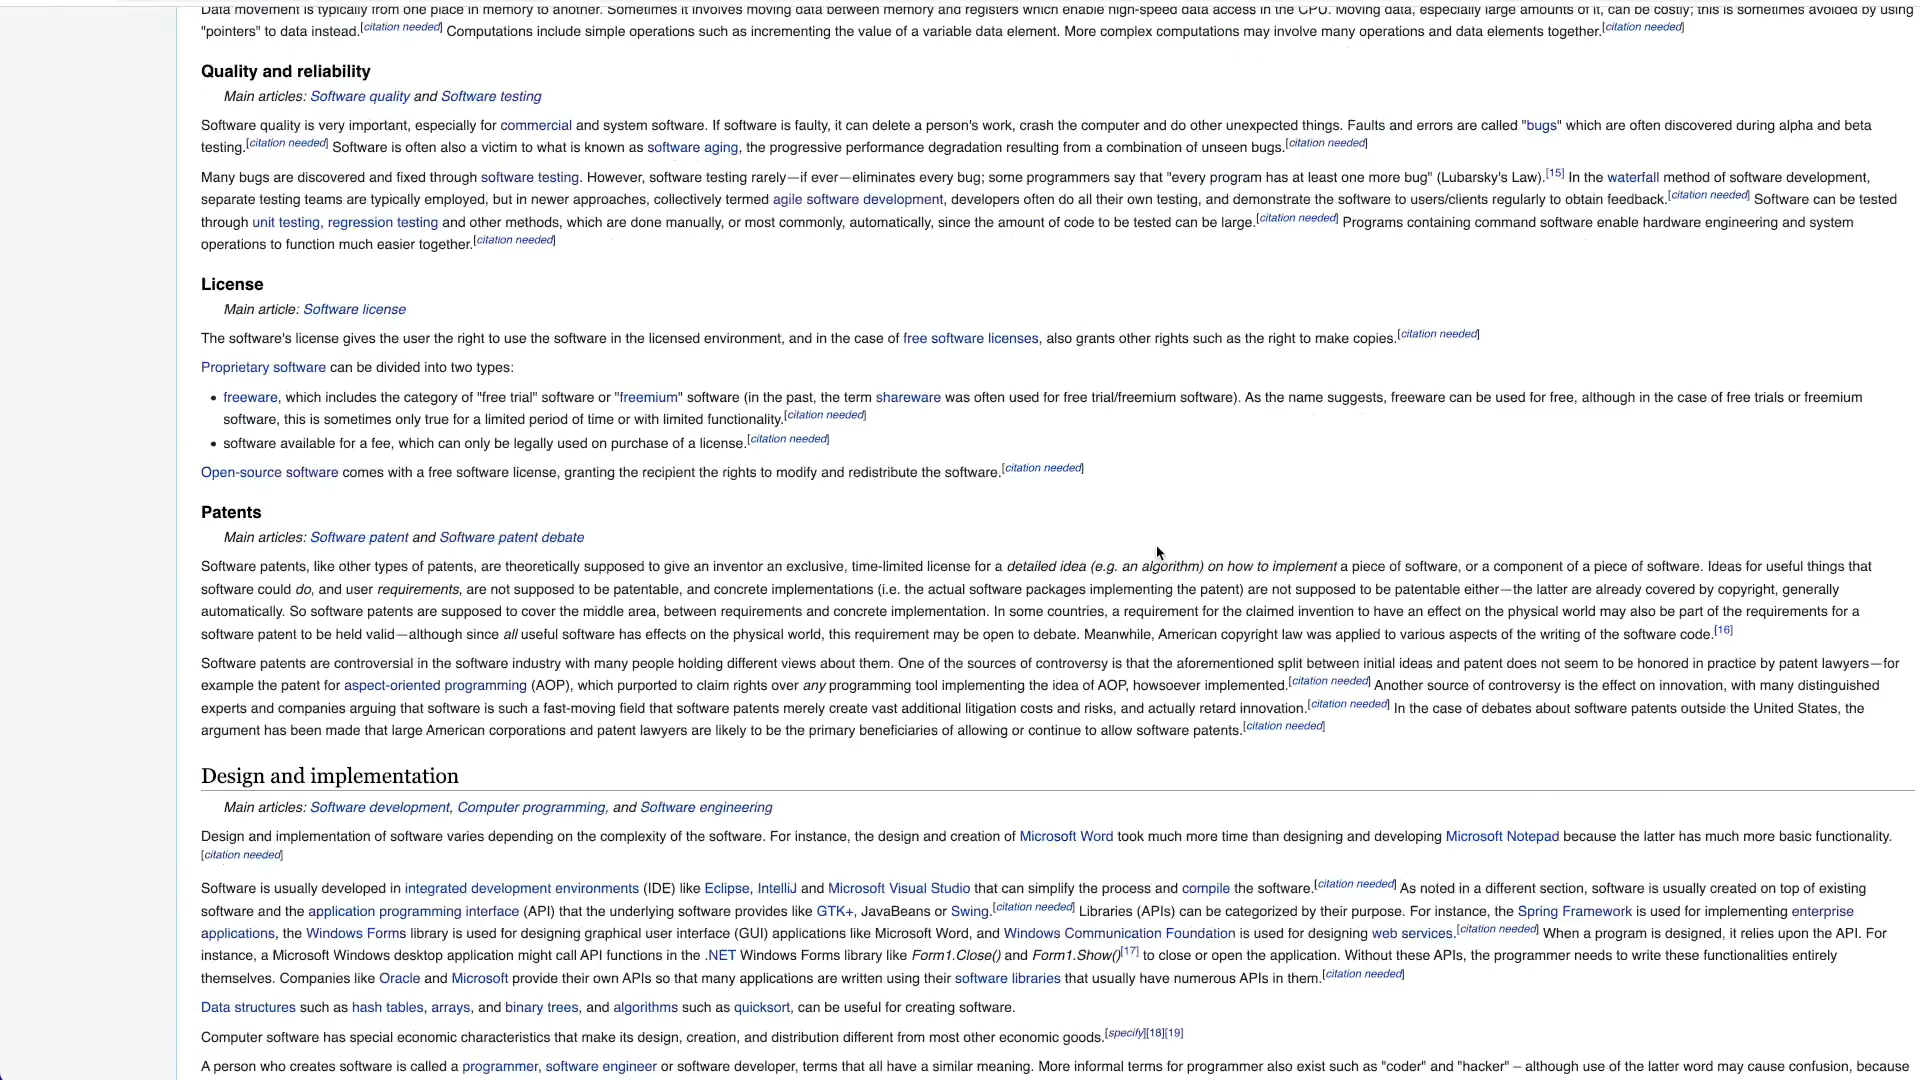 Data movement is typically from one place in memory to another. Sometimes it involves moving data between memory and registers which enable high-speed data access in the CPU. Moving data, especially large amounts of it, can be costly; this is sometimes avoided by using
"pointers" to data instead.[citation needed] Computations include simple operations such as incrementing the value of a variable data element. More complex computations may involve many operations and data elements together.[citation needed]
Quality and reliability
Main articles: Software quality and Software testing
Software quality is very important, especially for commercial and system software. If software is faulty, it can delete a person's work, crash the computer and do other unexpected things. Faults and errors are called "bugs" which are often discovered during alpha and beta
testing.[citation needed] Software is often also a victim to what is known as software aging, the progressive performance degradation resulting from a combination of unseen bugs.[citation needed]
Many bugs are discovered and fixed through software testing. However, software testing rarely—if ever—eliminates every bug; some programmers say that "every program has at least one more bug" (Lubarsky's Law).[15] In the waterfall method of software development,
separate testing teams are typically employed, but in newer approaches, collectively termed agile software development, developers often do all their own testing, and demonstrate the software to users/clients regularly to obtain feedback.[citation needed] Software can be tested
through unit testing, regression testing and other methods, which are done manually, or most commonly, automatically, since the amount of code to be tested can be large.[citation needed] Programs containing command software enable hardware engineering and system
operations to function much easier together.[citation needed]
License
Main article: Software license
The software's license gives the user the right to use the software in the licensed environment, and in the case of free software licenses, also grants other rights such as the right to make copies.[citation needed]
Proprietary software can be divided into two types:
• freeware, which includes the category of "free trial" software or "freemium" software (in the past, the term shareware was often used for free trial/freemium software). As the name suggests, freeware can be used for free, although in the case of free trials or freemium
software, this is sometimes only true for a limited period of time or with limited functionality.[citation needed]
• software available for a fee, which can only be legally used on purchase of a license.[citation needed]
Open-source software comes with a free software license, granting the recipient the rights to modify and redistribute the software.[citation needed]
Patents
Main articles: Software patent and Software patent debate
Software patents, like other types of patents, are theoretically supposed to give an inventor an exclusive, time-limited license for a detailed idea (e.g. an algorithm) on how to implement a piece of software, or a component of a piece of software. Ideas for useful things that
software could do, and user requirements, are not supposed to be patentable, and concrete implementations (i.e. the actual software packages implementing the patent) are not supposed to be patentable either—the latter are already covered by copyright, generally
automatically. So software patents are supposed to cover the middle area, between requirements and concrete implementation. In some countries, a requirement for the claimed invention to have an effect on the physical world may also be part of the requirements for a
software patent to be held valid—although since all useful software has effects on the physical world, this requirement may be open to debate. Meanwhile, American copyright law was applied to various aspects of the writing of the software code.[16]
Software patents are controversial in the software industry with many people holding different views about them. One of the sources of controversy is that the aforementioned split between initial ideas and patent does not seem to be honored in practice by patent lawyers—for
example the patent for aspect-oriented programming (AOP), which purported to claim rights over any programming tool implementing the idea of AOP, howsoever implemented.[citation needed] Another source of controversy is the effect on innovation, with many distinguished
experts and companies arguing that software is such a fast-moving field that software patents merely create vast additional litigation costs and risks, and actually retard innovation.[citation needed] In the case of debates about software patents outside the United States, the
argument has been made that large American corporations and patent lawyers are likely to be the primary beneficiaries of allowing or continue to allow software patents.[citation needed]
Design and implementation
Main articles: Software development, Computer programming, and Software engineering
Design and implementation of software varies depending on the complexity of the software. For instance, the design and creation of Microsoft Word took much more time than designing and developing Microsoft Notepad because the latter has much more basic functionality.
[citation needed]
Software is usually developed in integrated development environments (IDE) like Eclipse, IntelliJ and Microsoft Visual Studio that can simplify the process and compile the software.[citation needed] As noted in a different section, software is usually created on top of existing
software and the application programming interface (API) that the underlying software provides like GTK+, JavaBeans or Swing.[citation needed] Libraries (APIs) can be categorized by their purpose. For instance, the Spring Framework is used for implementing enterprise
applications, the Windows Forms library is used for designing graphical user interface (GUI) applications like Microsoft Word, and Windows Communication Foundation is used for designing web services.[citation needed] When a program is designed, it relies upon the API. For
instance, a Microsoft Windows desktop application might call API functions in the .NET Windows Forms library like Form1.Close() and Form1.Show()[17] to close or open the application. Without these APIs, the programmer needs to write these functionalities entirely
themselves. Companies like Oracle and Microsoft provide their own APIs so that many applications are written using their software libraries that usually have numerous APIs in them.[citation needed]
Data structures such as hash tables, arrays, and binary trees, and algorithms such as quicksort, can be useful for creating software.
Computer software has special economic characteristics that make its design, creation, and distribution different from most other economic goods.[specify][18][19]
A person who creates software is called a programmer, software engineer or software developer, terms that all have a similar meaning. More informal terms for programmer also exist such as "coder" and "hacker" – although use of the latter word may cause confusion, because